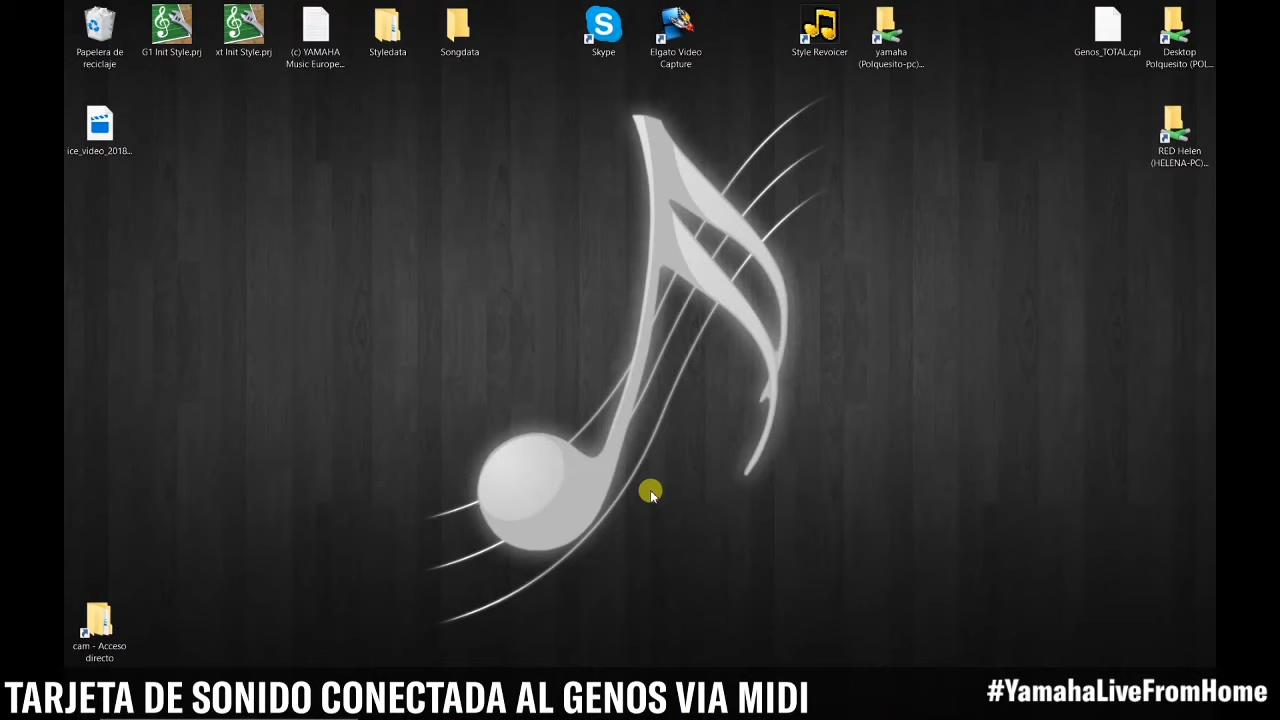 Papelera de
reciclaje
G1 Init Style.prj
xt Init Style.prj
(c) YAMAHA
Music Europe...
Styledata
Songdata
Skype
Elgato Video
Capture
Style Revoicer
yamaha
(Polquesito-pc)...
Genos_TOTAL.cpi
Desktop
Polquesito (POL...
ice_video_2018...
RED Helen
(HELENA-PC)...
cam - Acceso
directo
TARJETA DE SONIDO CONECTADA AL GENOS VIA MIDI
#YamahaLiveFromHome